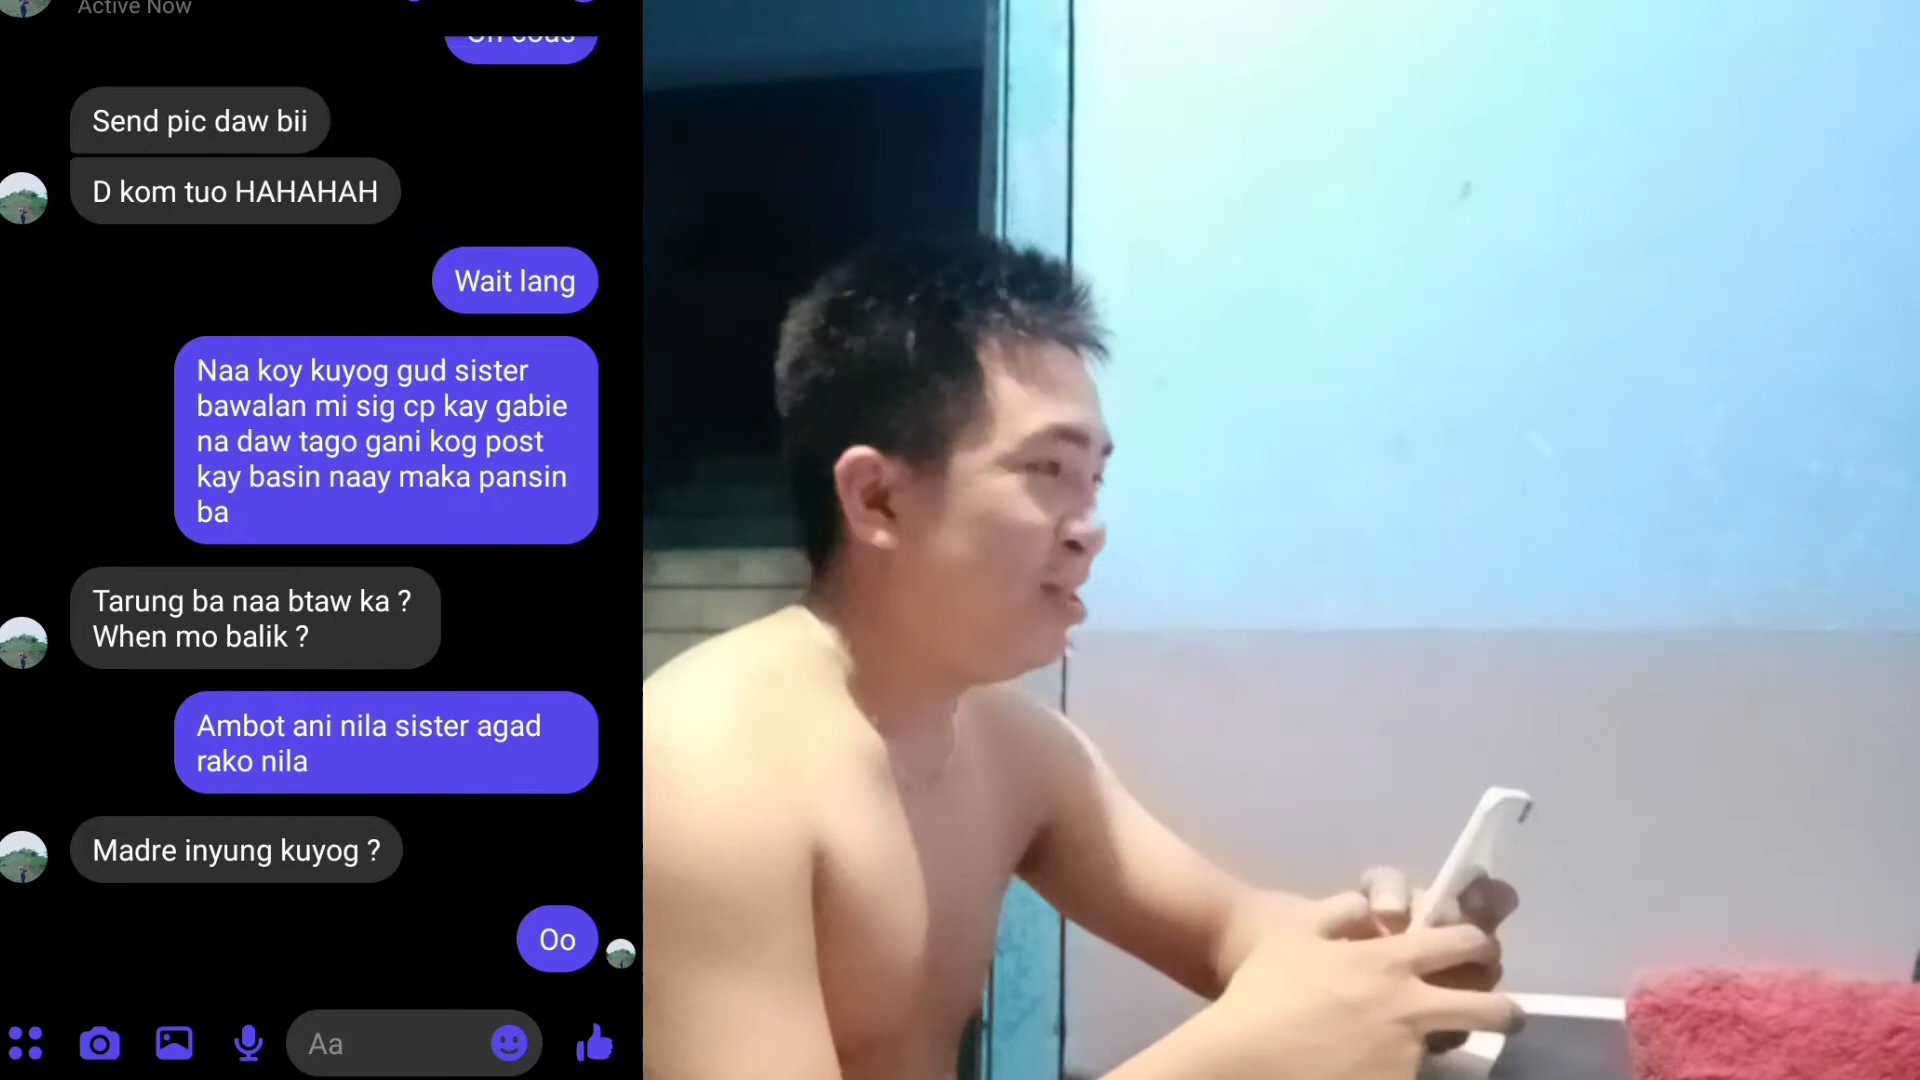 Active Now
Send pic daw bii
D kom tuo HAHAHAH
Wait lang
Naa koy kuyog gud sister
bawalan mi sig cp kay gabie
na daw tago gani kog post
kay basin naay maka pansin
ba
Tarung ba naa btaw ka ?
When mo balik ?
Ambot ani nila sister agad
rako nila
Madre inyung kuyog ?
Oo
Aa